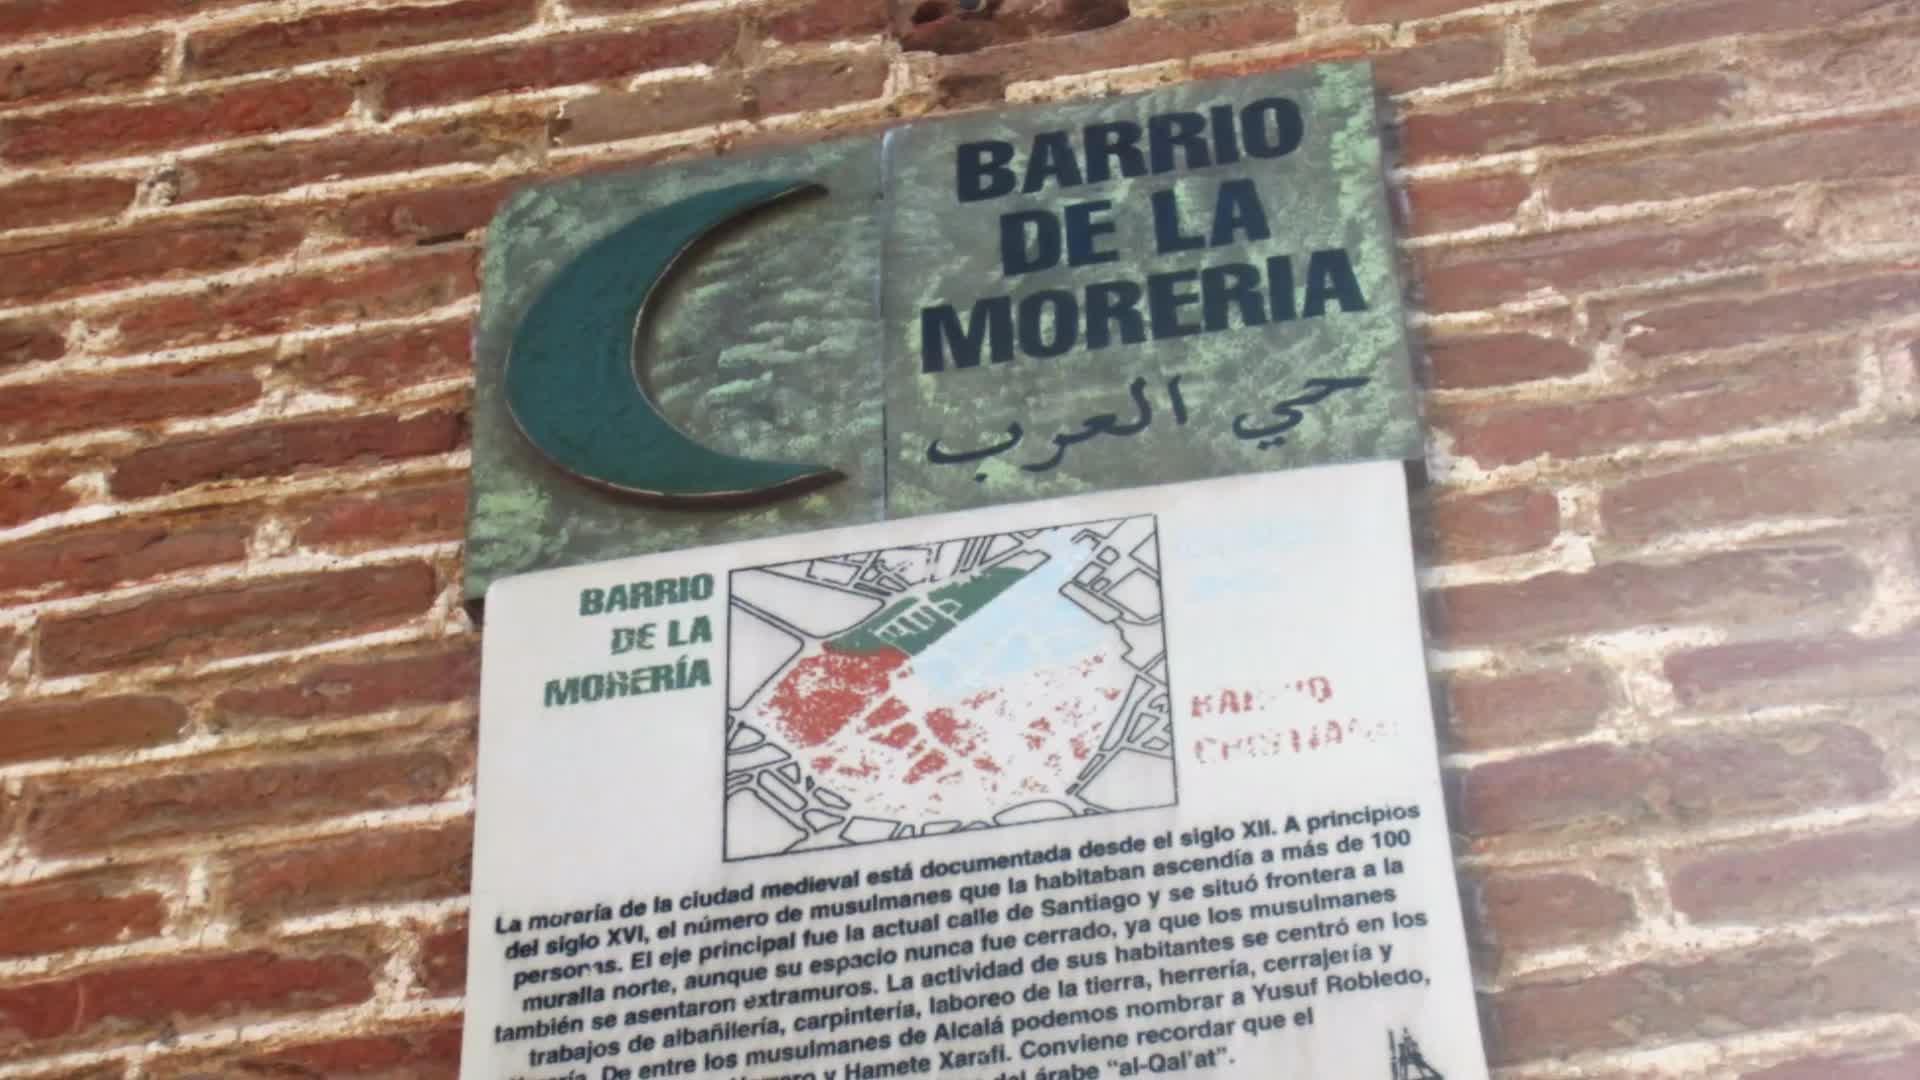 BARRIO
DE LA
MORERIA
حي العرب
BARRIO
DE LA
MORERÍA
BARRIO
La morería de la ciudad medieval está documentada desde el siglo XII. A principios
del siglo XVI, el número de musulmanes que la habitaban ascendía a más de 100
personas. El eje principal fue la actual calle de Santiago y se situó frontera a la
muralla norte, aunque su espacio nunca fue cerrado, ya que los musulmanes
también se asentaron extramuros. La actividad de sus habitantes se centró en los
trabajos de albañilería, carpintería, laboreo de la tierra, herrería, cerrajería y
De entre los musulmanes de Alcalá podemos nombrar a Yusuf Robledo,
y Hamete Xarafí. Conviene recordar que el
del árabe “al-Qal’at”.